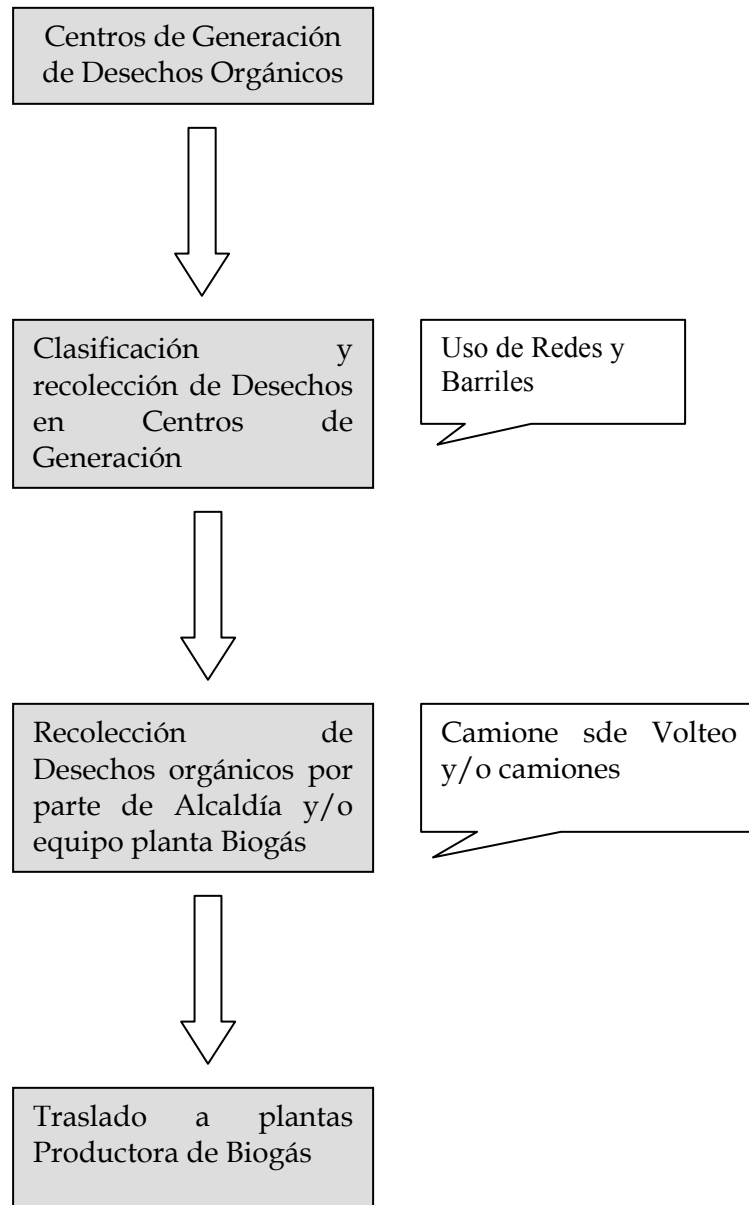 Centros de Generación
de Desechos Orgánicos
Clasificación y
recolección de Desechos
en Centros de
Generación
Uso de Redes y
Barriles
Recolección de
Desechos orgánicos por
parte de Alcaldía y/o
equipo planta Biogás
Camione sde Volteo
y/o camiones
Traslado a plantas
Productora de Biogás